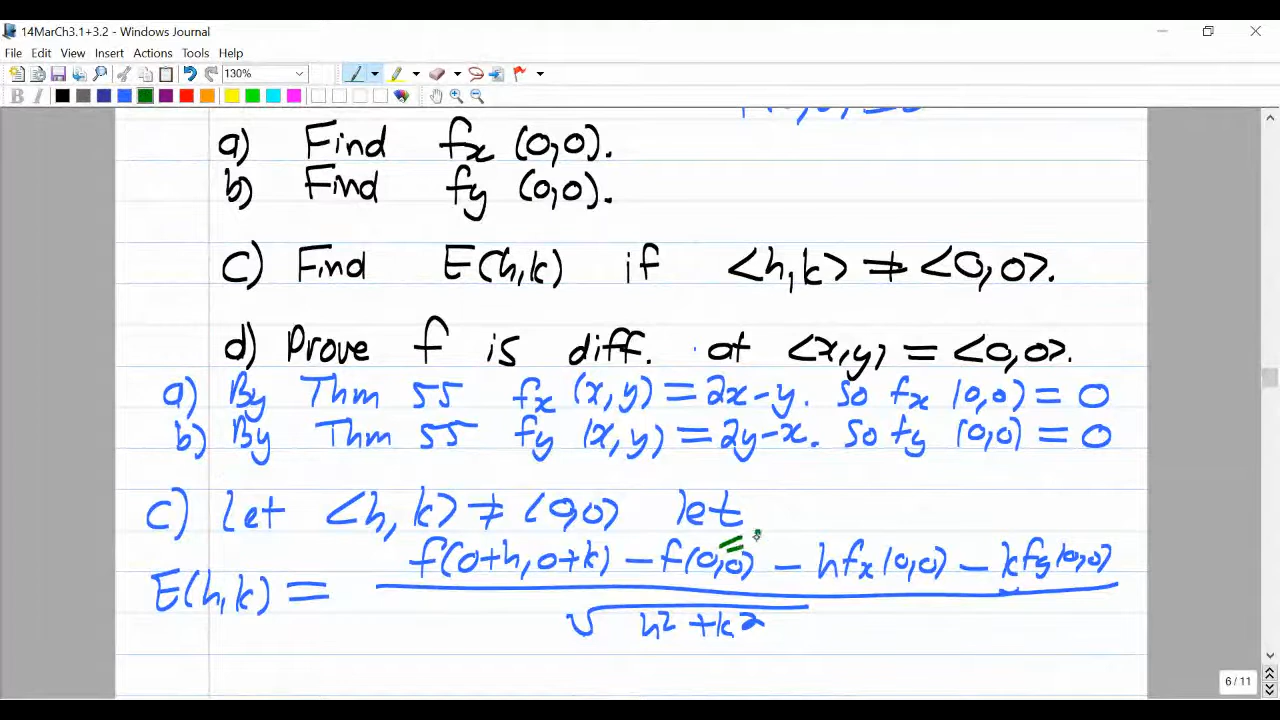 14MarCh3.1+3.2 - Windows Journal
File Edit View Insert Actions Tools Help
130%
B I
a) Find fx (0,0).
b) Find fy (0,0).
c) Find E(h,k) if <h,k> ≠ <0,0>.
d) Prove f is diff. at <x,y> = <0,0>.
a) By Thm 55 fx (x,y) = 2x-y. So fx (0,0) = 0
b) By Thm 55 fy (x,y) = 2y-x. So fy (0,0) = 0
c) let <h,k> ≠ <0,0> let
f(0+h, 0+k) - f(0,0) - hfx(0,0) - kfy(0,0)
E(h,k) =
√ h² + k²
6 / 11